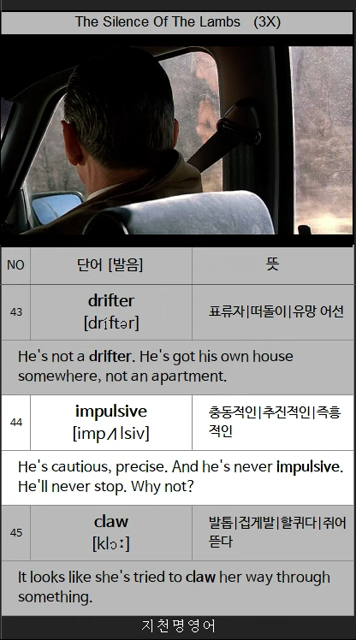 The Silence Of The Lambs (3X)
NO 단어 [발음] 뜻
43 drifter 표류자|떠돌이|유망 어선
[dríftər]
He's not a drifter. He's got his own house
somewhere, not an apartment.
44 impulsive 충동적인|추진적인|즉흥
[impʌ́lsiv] 적인
He's cautious, precise. And he's never impulsive.
He'll never stop. Why not?
45 claw 발톱|집게발|할퀴다|쥐어
[klɔː] 뜯다
It looks like she's tried to claw her way through
something.
지천명영어